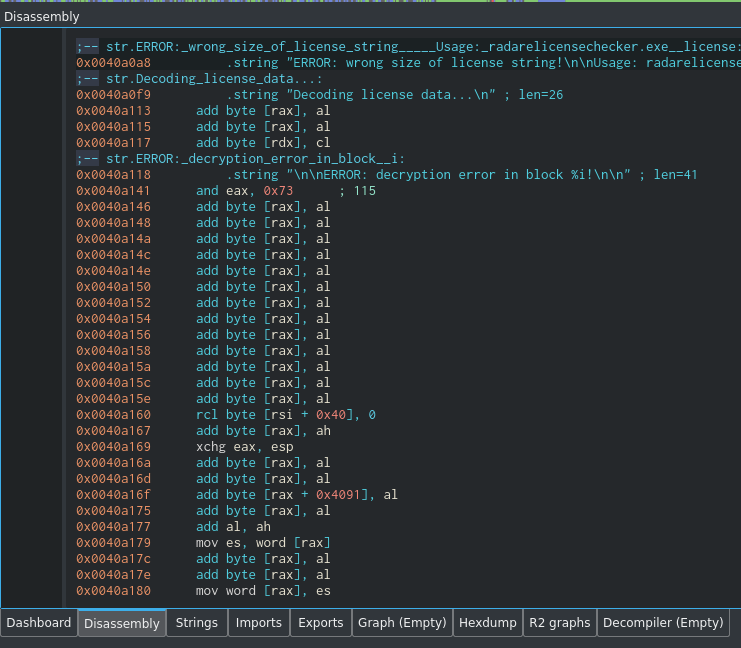 Disassembly
;-- str.ERROR:_wrong_size_of_license_string_____Usage:_radarelicensechecker.exe__license:
0x0040a0a8 .string "ERROR: wrong size of license string!\n\nUsage: radarelicense
;-- str.Decoding_license_data...:
0x0040a0f9 .string "Decoding license data...\n" ; len=26
0x0040a113 add byte [rax], al
0x0040a115 add byte [rax], al
0x0040a117 add byte [rdx], cl
;-- str.ERROR:_decryption_error_in_block__i:
0x0040a118 .string "\n\nERROR: decryption error in block %i!\n\n" ; len=41
0x0040a141 and eax, 0x73 ; 115
0x0040a146 add byte [rax], al
0x0040a148 add byte [rax], al
0x0040a14a add byte [rax], al
0x0040a14c add byte [rax], al
0x0040a14e add byte [rax], al
0x0040a150 add byte [rax], al
0x0040a152 add byte [rax], al
0x0040a154 add byte [rax], al
0x0040a156 add byte [rax], al
0x0040a158 add byte [rax], al
0x0040a15a add byte [rax], al
0x0040a15c add byte [rax], al
0x0040a15e add byte [rax], al
0x0040a160 rcl byte [rsi + 0x40], 0
0x0040a167 add byte [rax], ah
0x0040a169 xchg eax, esp
0x0040a16a add byte [rax], al
0x0040a16d add byte [rax], al
0x0040a16f add byte [rax + 0x4091], al
0x0040a175 add byte [rax], al
0x0040a177 add al, ah
0x0040a179 mov es, word [rax]
0x0040a17c add byte [rax], al
0x0040a17e add byte [rax], al
0x0040a180 mov word [rax], es
Dashboard Disassembly Strings Imports Exports Graph (Empty) Hexdump R2 graphs Decompiler (Empty)